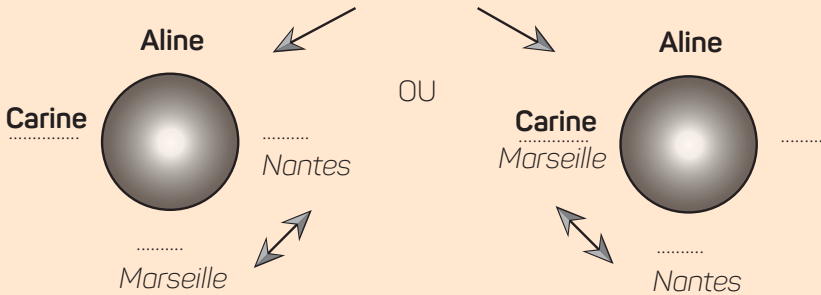 Aline
Aline
OU
Carine
..........
Nantes
Carine
Marseille
..........
..........
Marseille
..........
Nantes